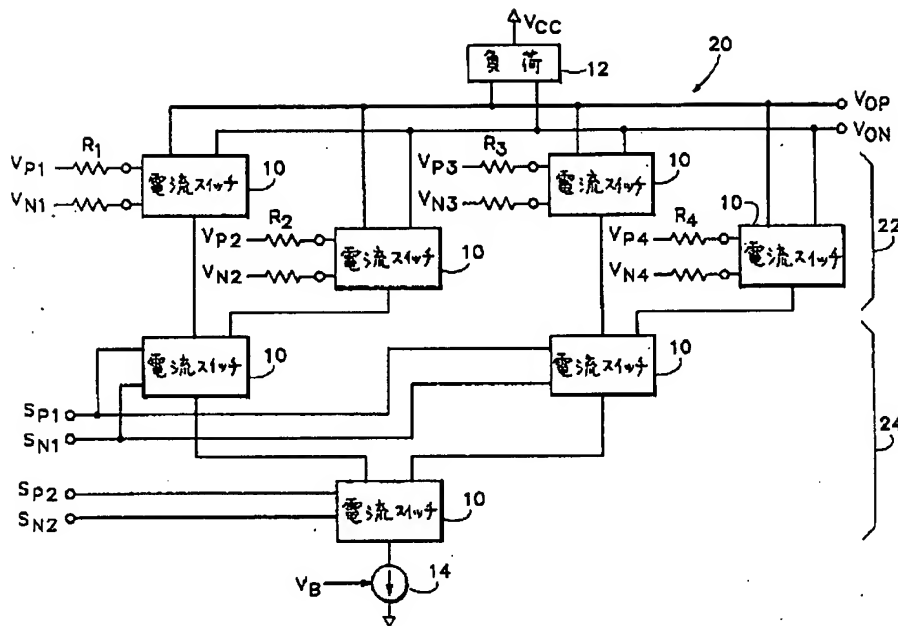 VCC
負荷
12
20
VOP
VON
VP1
R1
電流スイッチ
10
VN1
VP3
R3
電流スイッチ
10
VN3
VP2
R2
電流スイッチ
10
VN2
VP4
R4
10
電流スイッチ
VN4
22
電流スイッチ
10
電流スイッチ
10
SP1
SN1
24
SP2
SN2
電流スイッチ
10
VB
14